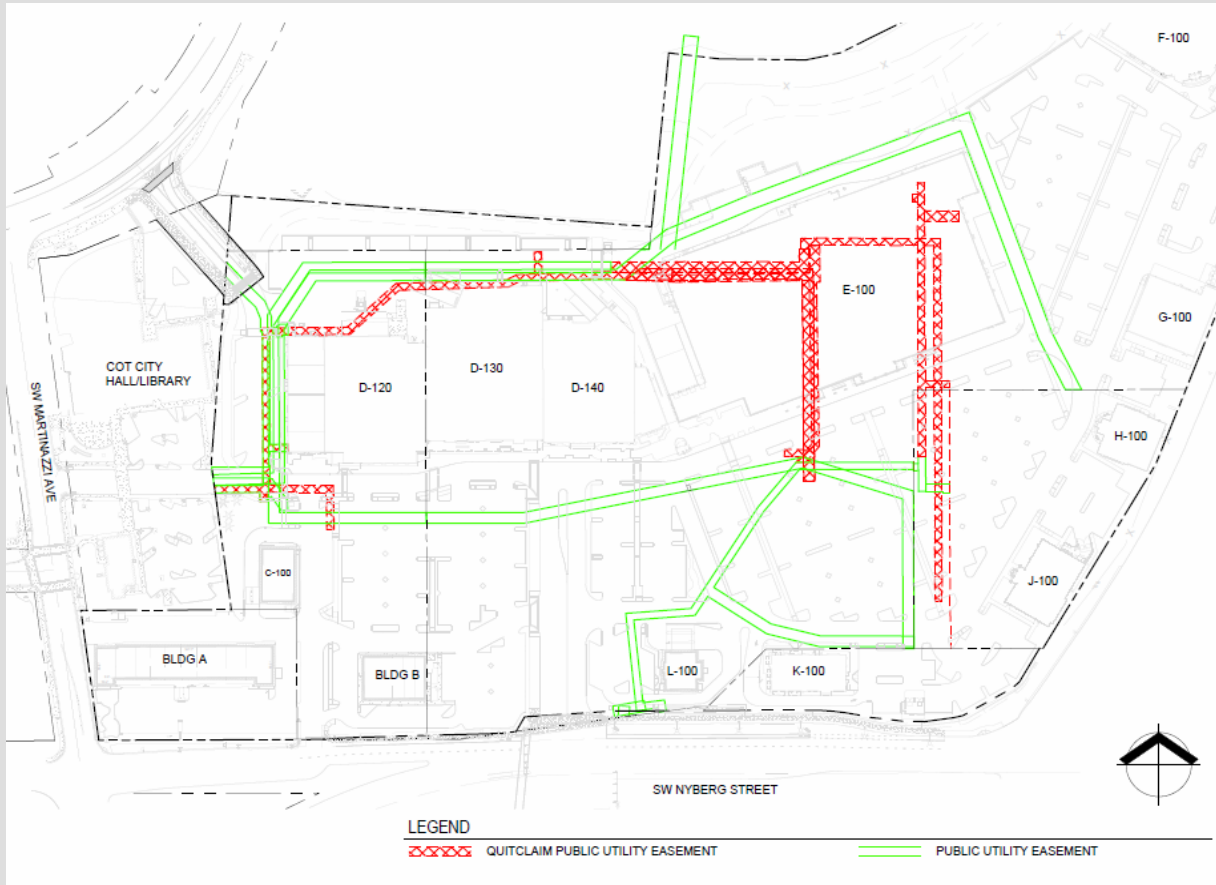 F-100
E-100
G-100
COT CITY
HALL/LIBRARY
D-120
D-130
D-140
SW MARTINAZZI AVE
H-100
C-100
J-100
BLDG A
BLDG B
L-100
K-100
SW NYBERG STREET
LEGEND
QUITCLAIM PUBLIC UTILITY EASEMENT
PUBLIC UTILITY EASEMENT